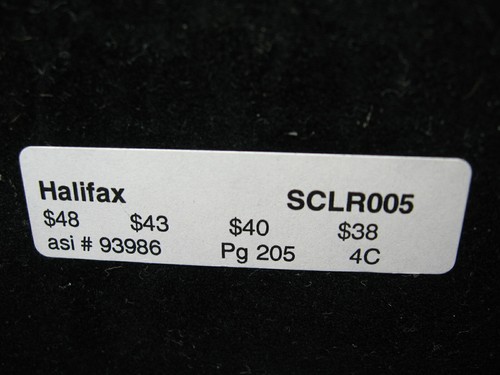 Halifax SCLR005
$48 $43 $40 $38
asi # 93986 Pg 205 4C